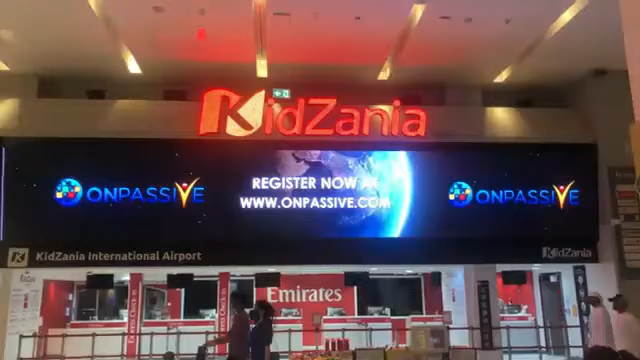 KidZania
ONPASSIVE
REGISTER NOW AT
WWW.ONPASSIVE.COM
ONPASSIVE
K KidZania International Airport
KidZania
Emirates